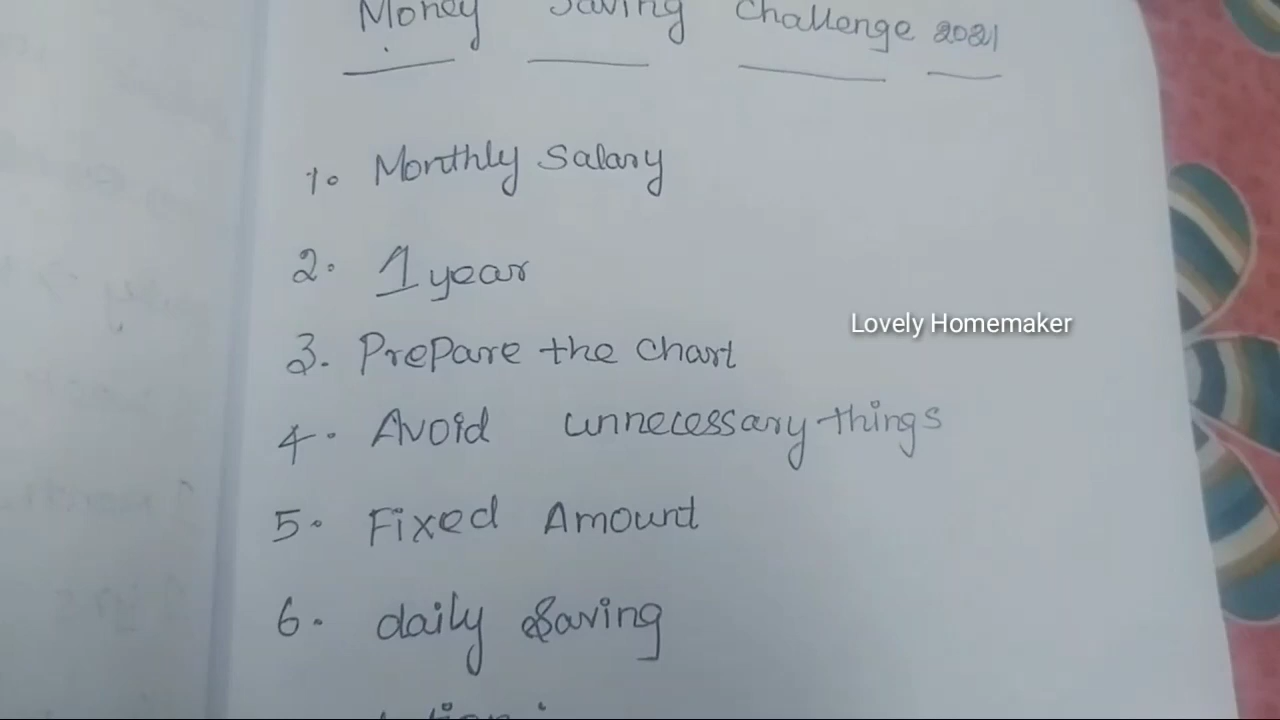 Money Saving Challenge 2021
1. Monthly Salary
2. 1 year
3. Prepare the chart
Lovely Homemaker
4. Avoid unnecessary things
5. Fixed Amount
6. daily Saving